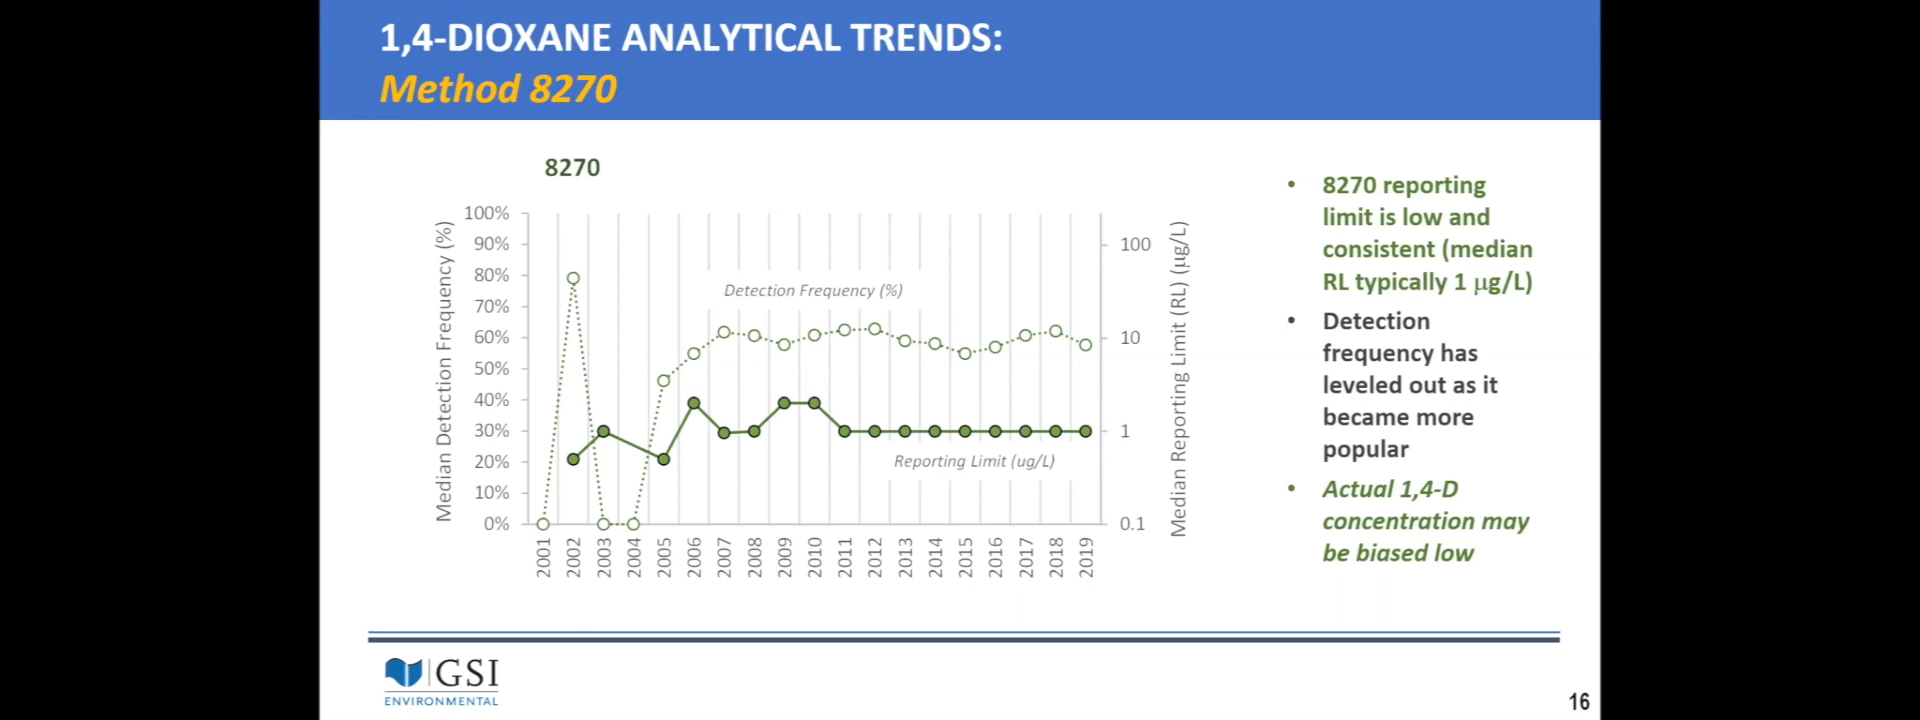 1,4-DIOXANE ANALYTICAL TRENDS:
Method 8270
8270
Median Detection Frequency (%)
100%
90%
80%
70%
60%
50%
40%
30%
20%
10%
0%
Detection Frequency (%)
Reporting Limit (ug/L)
100
10
1
0.1
Median Reporting Limit (RL) (µg/L)
2001
2002
2003
2004
2005
2006
2007
2008
2009
2010
2011
2012
2013
2014
2015
2016
2017
2018
2019
• 8270 reporting
limit is low and
consistent (median
RL typically 1 µg/L)
• Detection
frequency has
leveled out as it
became more
popular
• Actual 1,4-D
concentration may
be biased low
GSI
ENVIRONMENTAL
16